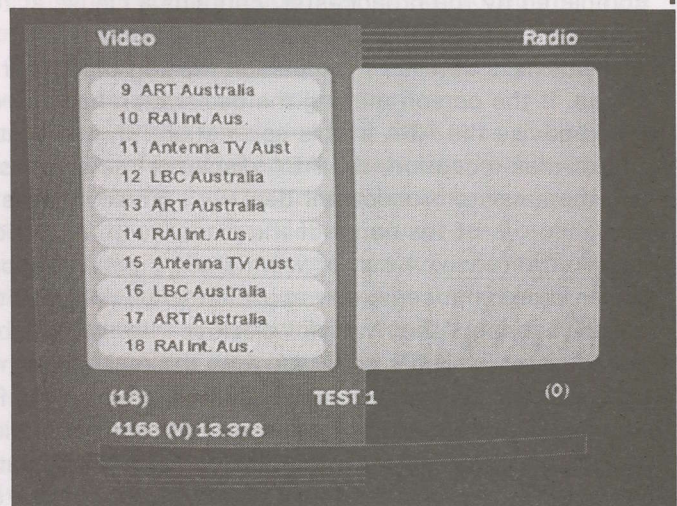 Video Radio
9 ART Australia
10 RAI Int. Aus.
11 Antenna TV Aust
12 LBC Australia
13 ART Australia
14 RAI Int. Aus.
15 Antenna TV Aust
16 LBC Australia
17 ART Australia
18 RAI Int. Aus.
(18) TEST 1 (0)
4168 (V) 13.378